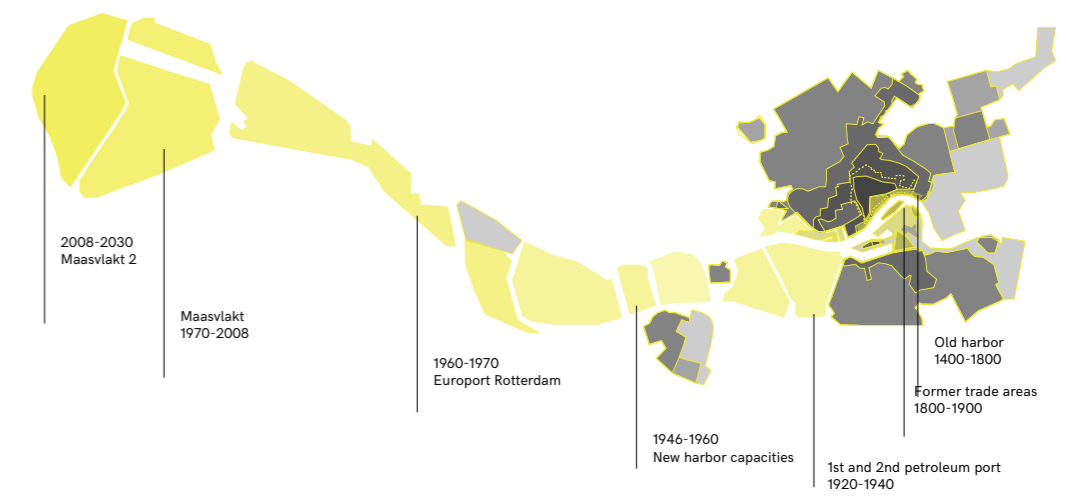 2008-2030
Maasvlakt 2
Maasvlakt
1970-2008
1960-1970
Europort Rotterdam
1946-1960
New harbor capacities
1st and 2nd petroleum port
1920-1940
Former trade areas
1800-1900
Old harbor
1400-1800